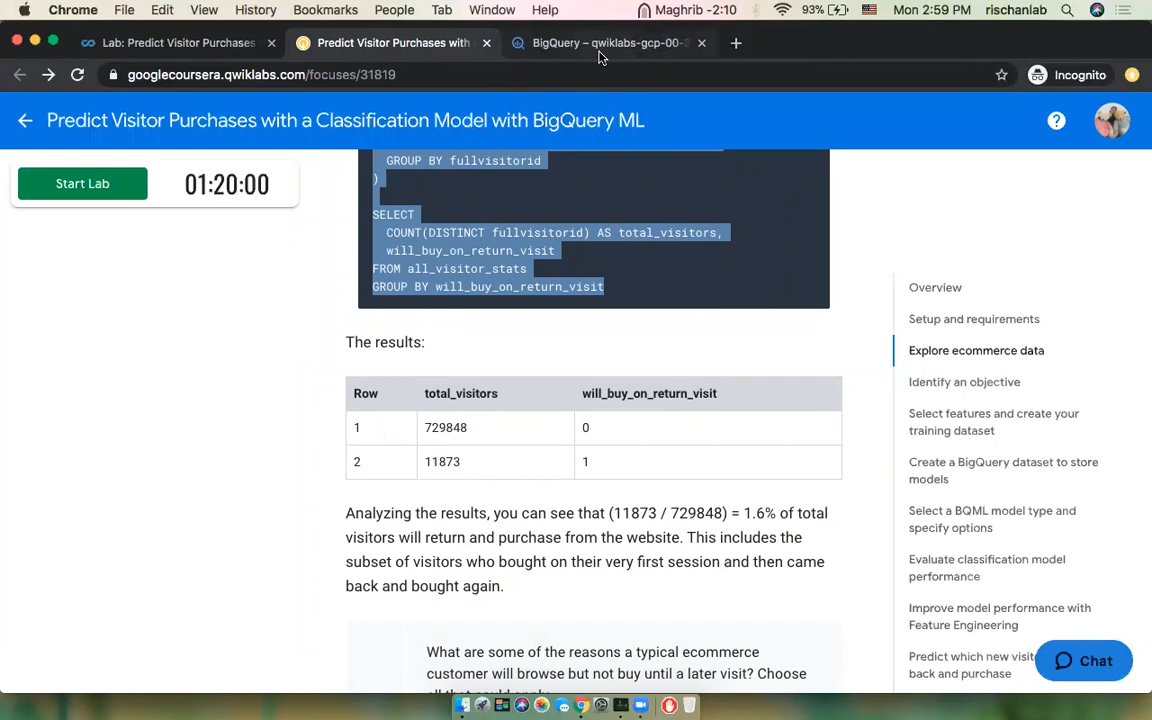 Chrome File Edit View History Bookmarks People Tab Window Help Maghrib -2:10 93% Mon 2:59 PM rischanlab
Lab: Predict Visitor Purchases Predict Visitor Purchases with BigQuery – qwiklabs-gcp-00-
googlecoursera.qwiklabs.com/focuses/31819 Incognito
Predict Visitor Purchases with a Classification Model with BigQuery ML
Start Lab 01:20:00
GROUP BY fullvisitorid
)
SELECT
COUNT(DISTINCT fullvisitorid) AS total_visitors,
will_buy_on_return_visit
FROM all_visitor_stats
GROUP BY will_buy_on_return_visit
The results:
Row total_visitors will_buy_on_return_visit
1 729848 0
2 11873 1
Analyzing the results, you can see that (11873 / 729848) = 1.6% of total
visitors will return and purchase from the website. This includes the
subset of visitors who bought on their very first session and then came
back and bought again.
What are some of the reasons a typical ecommerce
customer will browse but not buy until a later visit? Choose
all that could apply.
Overview
Setup and requirements
Explore ecommerce data
Identify an objective
Select features and create your
training dataset
Create a BigQuery dataset to store
models
Select a BQML model type and
specify options
Evaluate classification model
performance
Improve model performance with
Feature Engineering
Predict which new
back and purchase
Chat